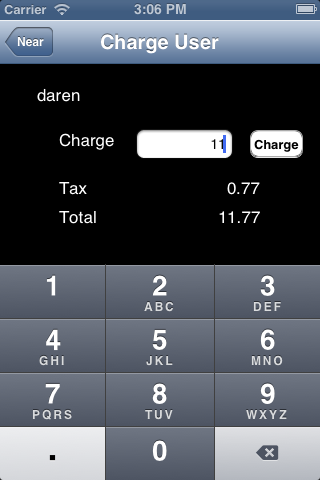 Carrier 3:06 PM
Near Charge User
daren
Charge 11 Charge
Tax 0.77
Total 11.77
1 2 ABC 3 DEF
4 GHI 5 JKL 6 MNO
7 PQRS 8 TUV 9 WXYZ
. 0